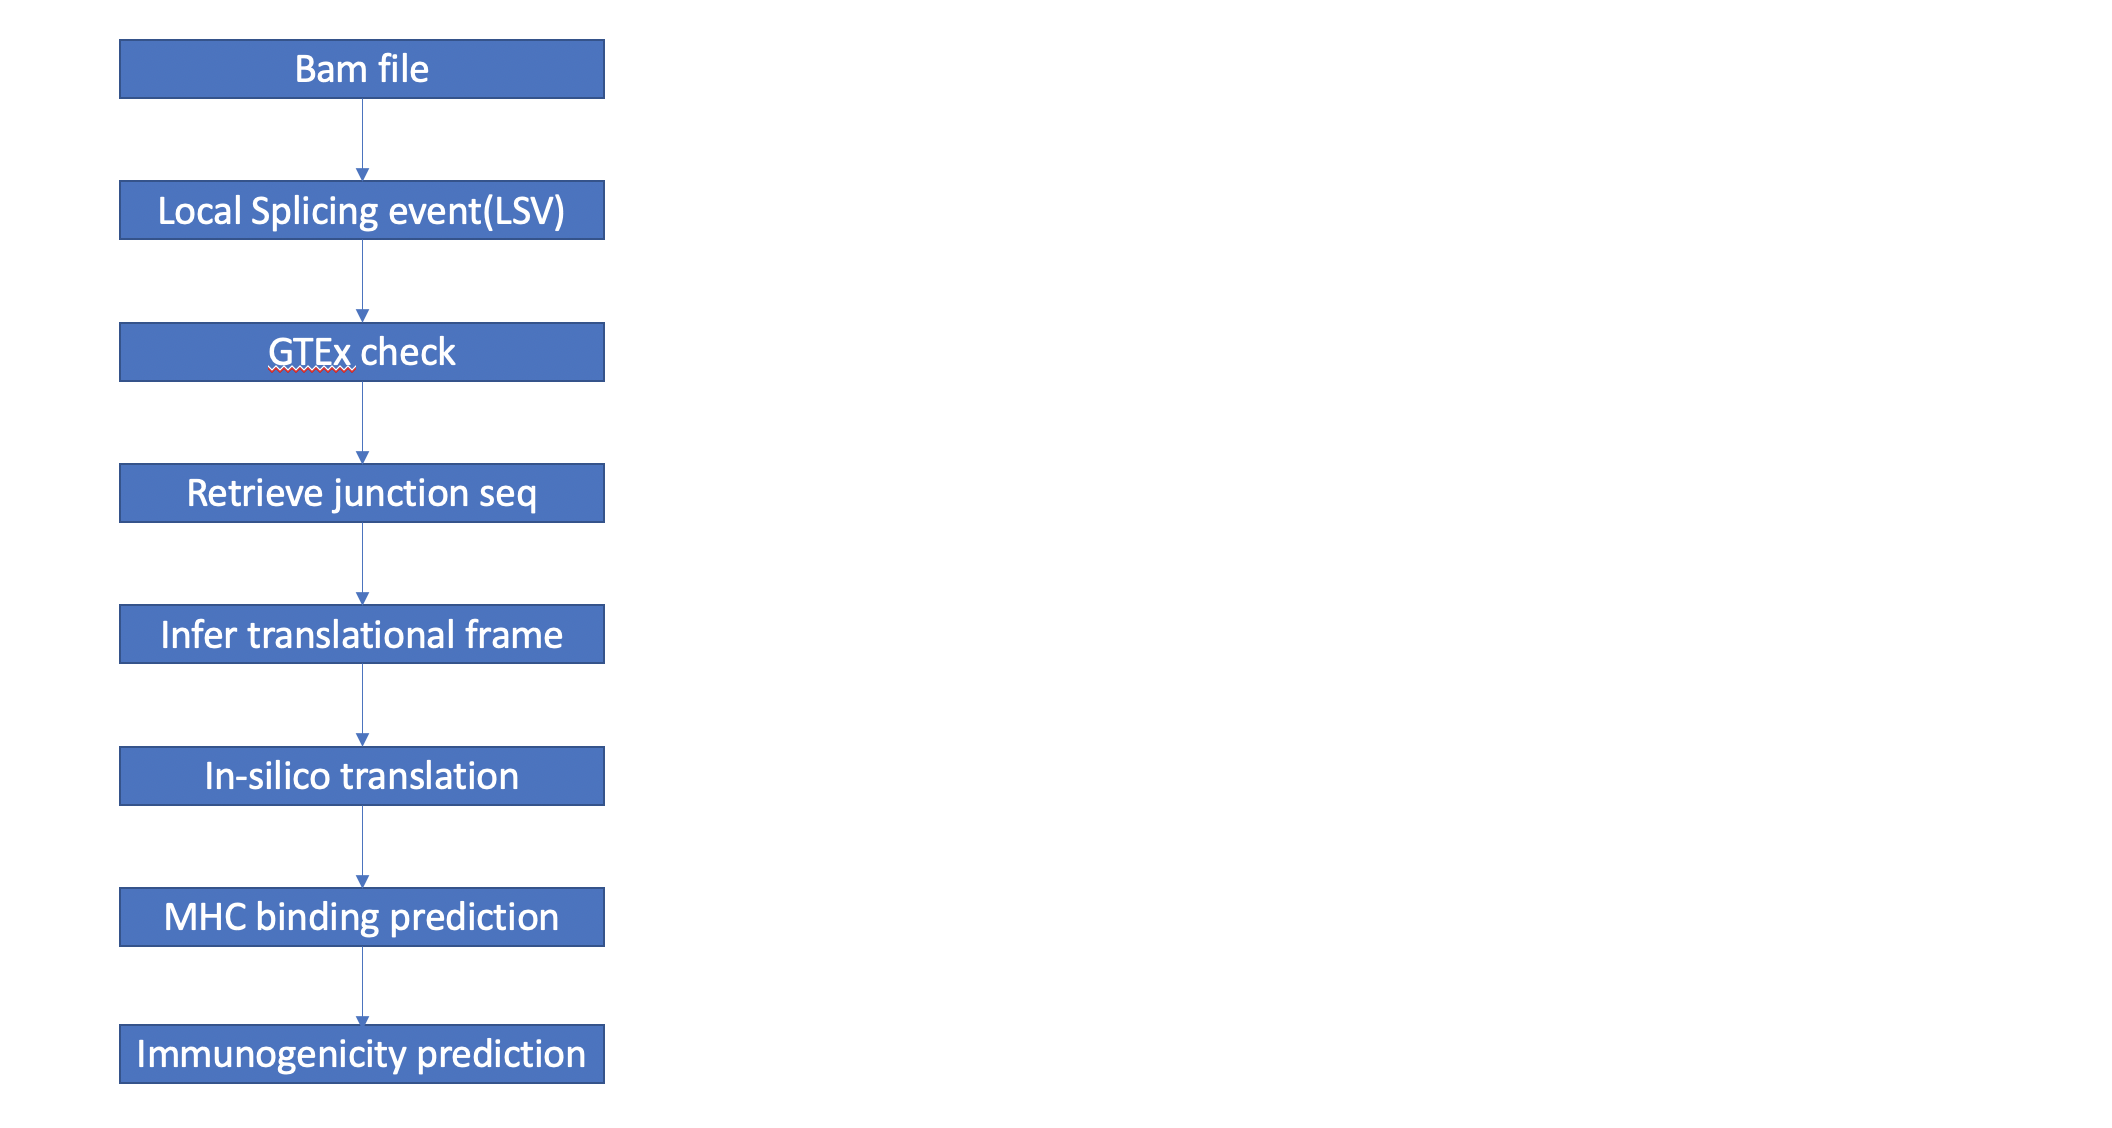 Bam file
Local Splicing event(LSV)
GTEx check
Retrieve junction seq
Infer translational frame
In-silico translation
MHC binding prediction
Immunogenicity prediction